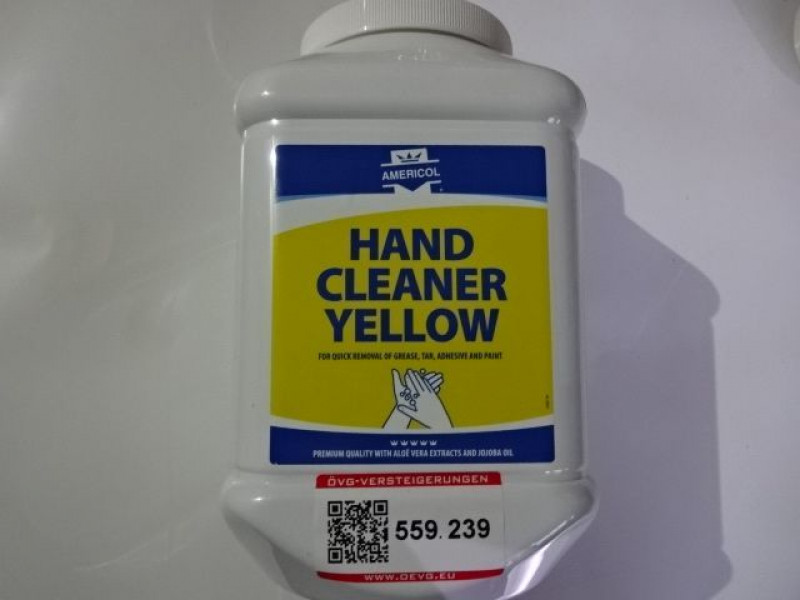 AMERICOL
HAND
CLEANER
YELLOW
FOR QUICK REMOVAL OF GREASE, TAR, ADHESIVE AND PAINT
PREMIUM QUALITY WITH ALOË VERA EXTRACTS AND JOJOBA OIL
ÖVG-VERSTEIGERUNGEN
559.239
WWW.OEVG.EU